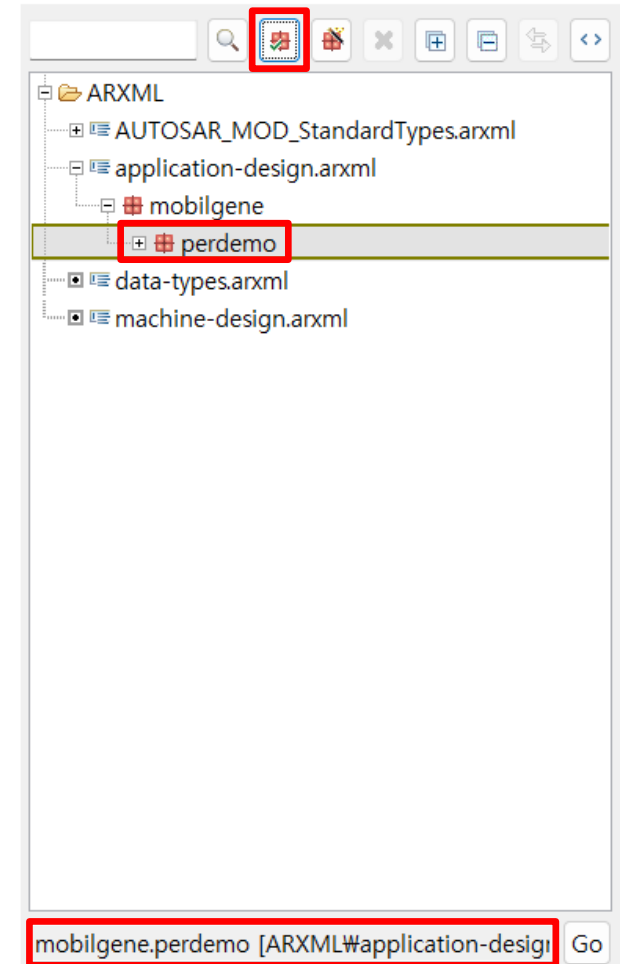 ARXML
AUTOSAR_MOD_StandardTypes.arxml
application-design.arxml
mobilgene
perdemo
data-types.arxml
machine-design.arxml
mobilgene.perdemo [ARXML₩application-desigr Go